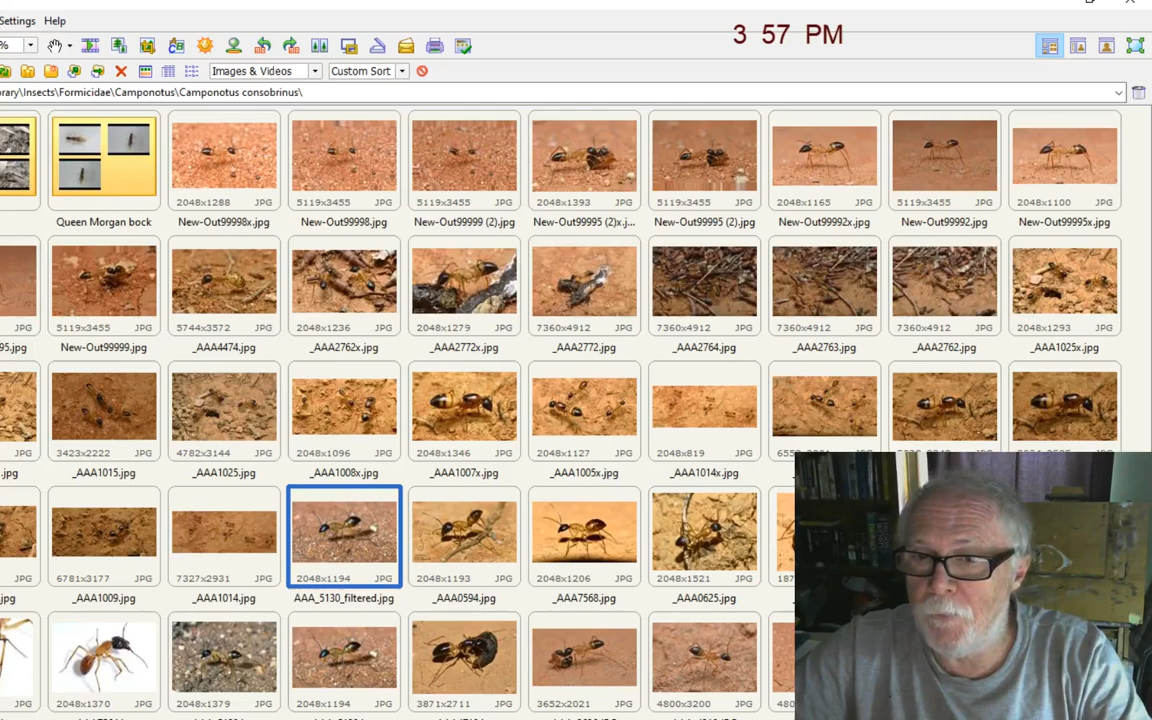 Settings Help
3 57 PM
%
Images & Videos Custom Sort
rary\Insects\Formicidae\Camponotus\Camponotus consobrinus\
2048x1288 JPG 5119x3455 JPG 5119x3455 JPG 2048x1393 JPG 5119x3455 JPG 2048x1165 JPG 5119x3455 JPG 2048x1100 JPG
Queen Morgan bock New-Out99998x.jpg New-Out99998.jpg New-Out99999 (2).jpg New-Out99995 (2)x.j... New-Out99995 (2).jpg New-Out99992x.jpg New-Out99992.jpg New-Out99995x.jpg
JPG 5119x3455 JPG 5744x3572 JPG 2048x1236 JPG 2048x1279 JPG 7360x4912 JPG 7360x4912 JPG 7360x4912 JPG 7360x4912 JPG 2048x1293 JPG
95.jpg New-Out99999.jpg _AAA4474.jpg _AAA2762x.jpg _AAA2772x.jpg _AAA2772.jpg _AAA2764.jpg _AAA2763.jpg _AAA2762.jpg _AAA1025x.jpg
JPG 3423x2222 JPG 4782x3144 JPG 2048x1096 JPG 2048x1346 JPG 2048x1127 JPG 2048x819 JPG JPG JPG JPG
.jpg _AAA1015.jpg _AAA1025.jpg _AAA1008x.jpg _AAA1007x.jpg _AAA1005x.jpg _AAA1014x.jpg
JPG 6781x3177 JPG 7327x2931 JPG 2048x1194 JPG 2048x1193 JPG 2048x1206 JPG 2048x1521 JPG 187
jpg _AAA1009.jpg _AAA1014.jpg AAA_5130_filtered.jpg _AAA0594.jpg _AAA7568.jpg _AAA0625.jpg
JPG 2048x1370 JPG 2048x1379 JPG 2048x1194 JPG 3871x2711 JPG 3652x2021 JPG 4800x3200 JPG 480